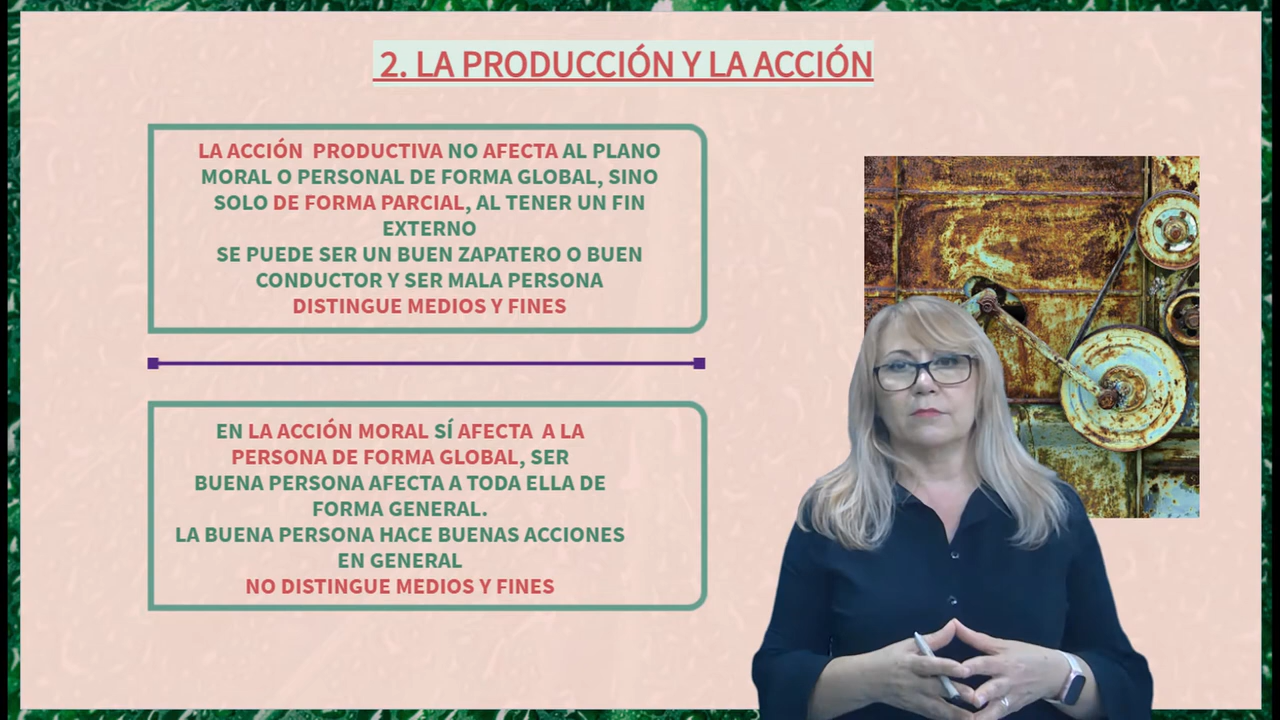 2. LA PRODUCCIÓN Y LA ACCIÓN
LA ACCIÓN PRODUCTIVA NO AFECTA AL PLANO
MORAL O PERSONAL DE FORMA GLOBAL, SINO
SOLO DE FORMA PARCIAL, AL TENER UN FIN
EXTERNO
SE PUEDE SER UN BUEN ZAPATERO O BUEN
CONDUCTOR Y SER MALA PERSONA
DISTINGUE MEDIOS Y FINES
EN LA ACCIÓN MORAL SÍ AFECTA A LA
PERSONA DE FORMA GLOBAL, SER
BUENA PERSONA AFECTA A TODA ELLA DE
FORMA GENERAL.
LA BUENA PERSONA HACE BUENAS ACCIONES
EN GENERAL
NO DISTINGUE MEDIOS Y FINES